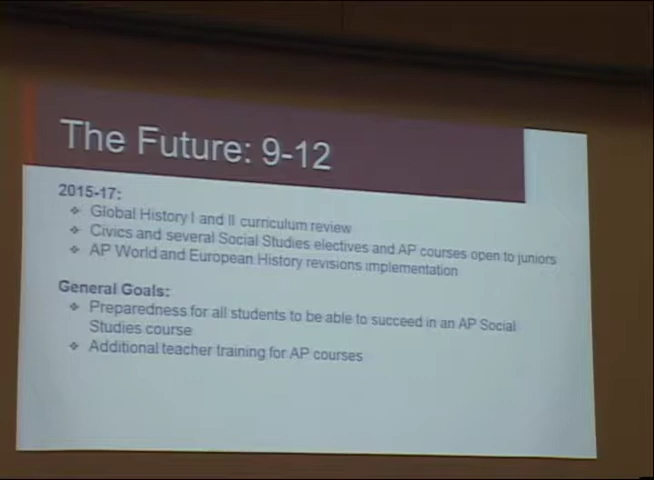 The Future: 9-12
2015-17:
❖ Global History I and II curriculum review
❖ Civics and several Social Studies electives and AP courses open to juniors
❖ AP World and European History revisions implementation
General Goals:
❖ Preparedness for all students to be able to succeed in an AP Social
Studies course
❖ Additional teacher training for AP courses